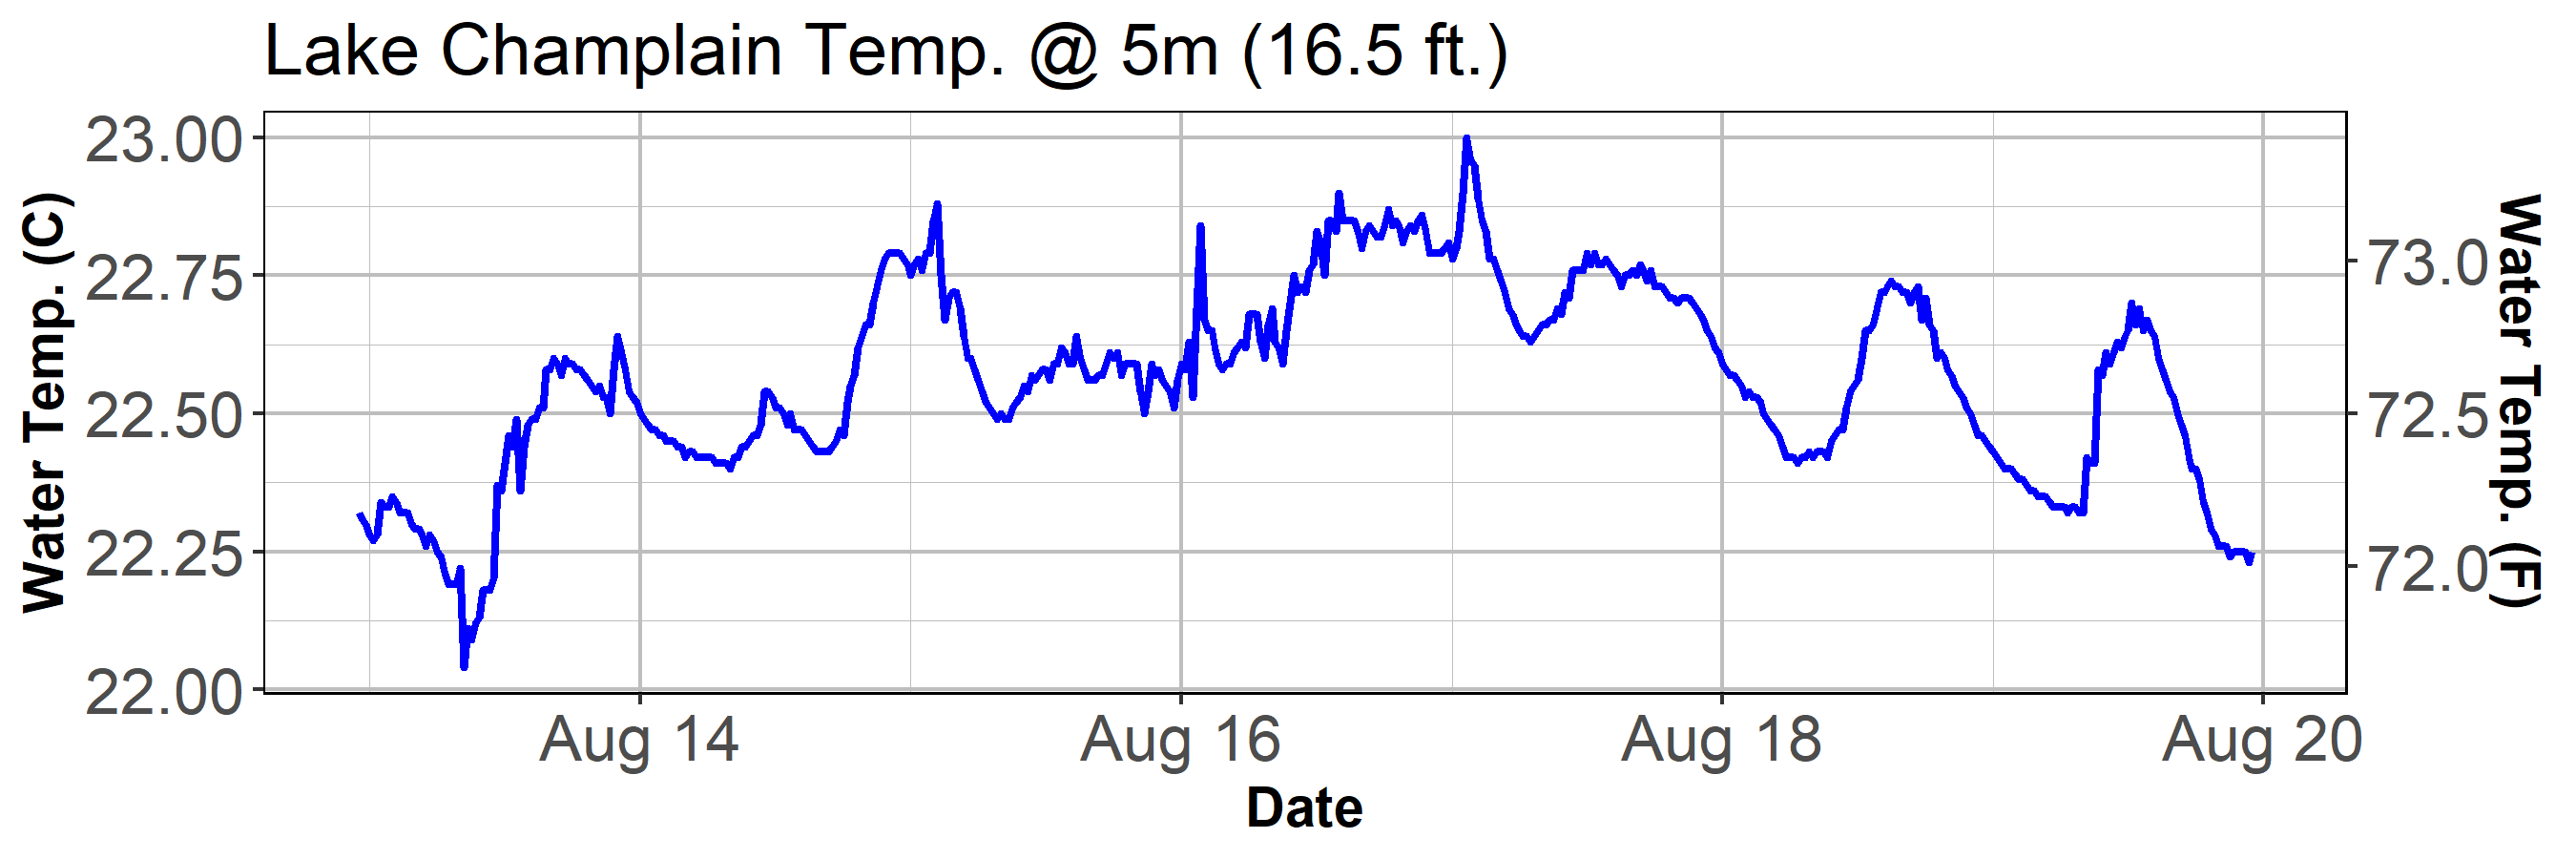 Lake Champlain Temp. @ 5m (16.5 ft.)
Water Temp. (C)
23.00
22.75
22.50
22.25
22.00
73.0
72.5
72.0
Water Temp. (F)
Aug 14
Aug 16
Aug 18
Aug 20
Date